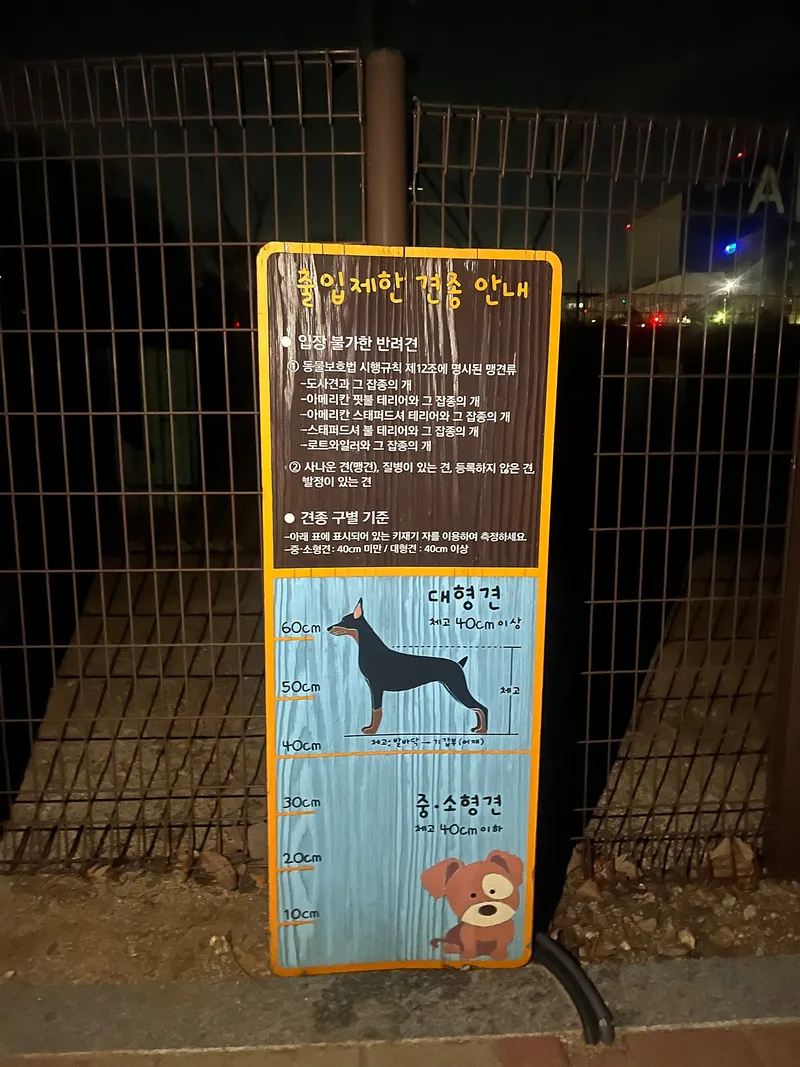 출입제한 견종 안내
● 입장 불가한 반려견
① 동물보호법 시행규칙 제12조에 명시된 맹견류
-도사견과 그 잡종의 개
-아메리칸 핏불 테리어와 그 잡종의 개
-아메리칸 스태퍼드셔 테리어와 그 잡종의 개
-스태퍼드셔 불 테리어와 그 잡종의 개
-로트와일러와 그 잡종의 개
② 사나운 견(맹견), 질병이 있는 견, 등록하지 않은 견,
발정이 있는 견
● 견종 구별 기준
-아래 표에 표시되어 있는 키재기 자를 이용하여 측정하세요.
-중·소형견 : 40cm 미만 / 대형견 : 40cm 이상
대형견
체고 40cm 이상
60cm
50cm
체고
40cm
체고: 발바닥 → 기갑부(어깨)
30cm
중·소형견
체고 40cm 이하
20cm
10cm
A